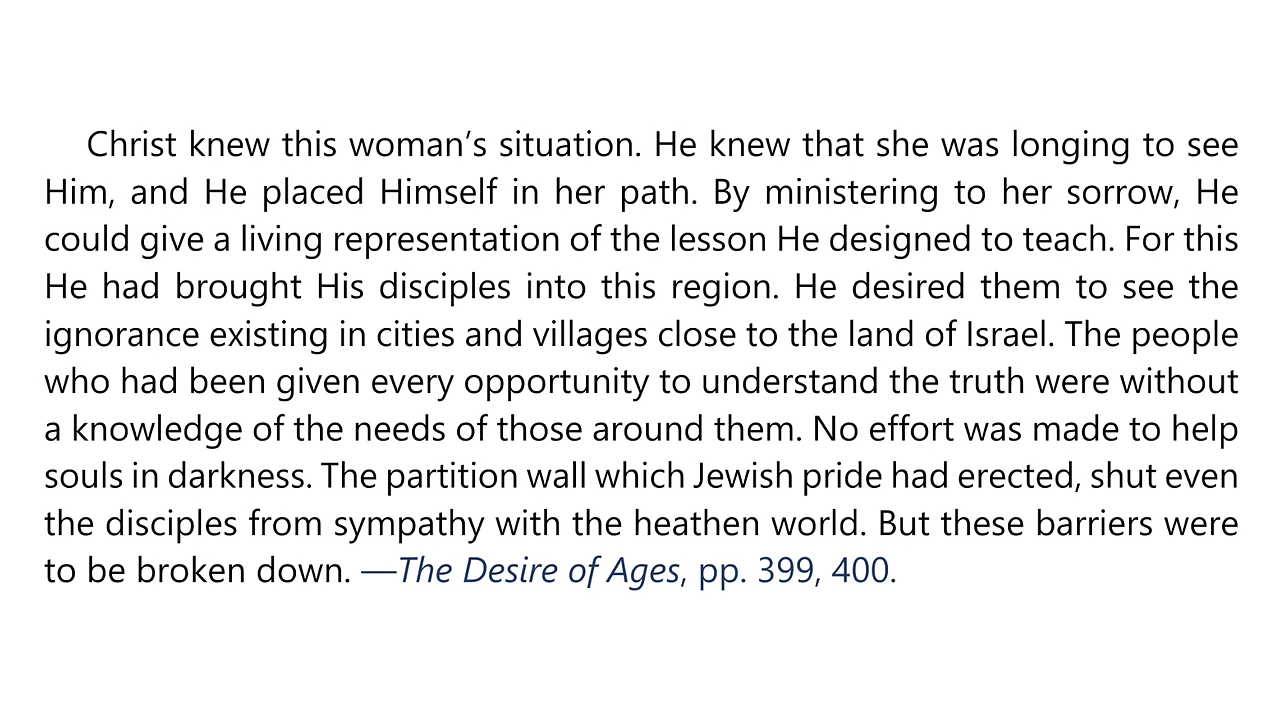 Christ knew this woman’s situation. He knew that she was longing to see
Him, and He placed Himself in her path. By ministering to her sorrow, He
could give a living representation of the lesson He designed to teach. For this
He had brought His disciples into this region. He desired them to see the
ignorance existing in cities and villages close to the land of Israel. The people
who had been given every opportunity to understand the truth were without
a knowledge of the needs of those around them. No effort was made to help
souls in darkness. The partition wall which Jewish pride had erected, shut even
the disciples from sympathy with the heathen world. But these barriers were
to be broken down. —The Desire of Ages, pp. 399, 400.